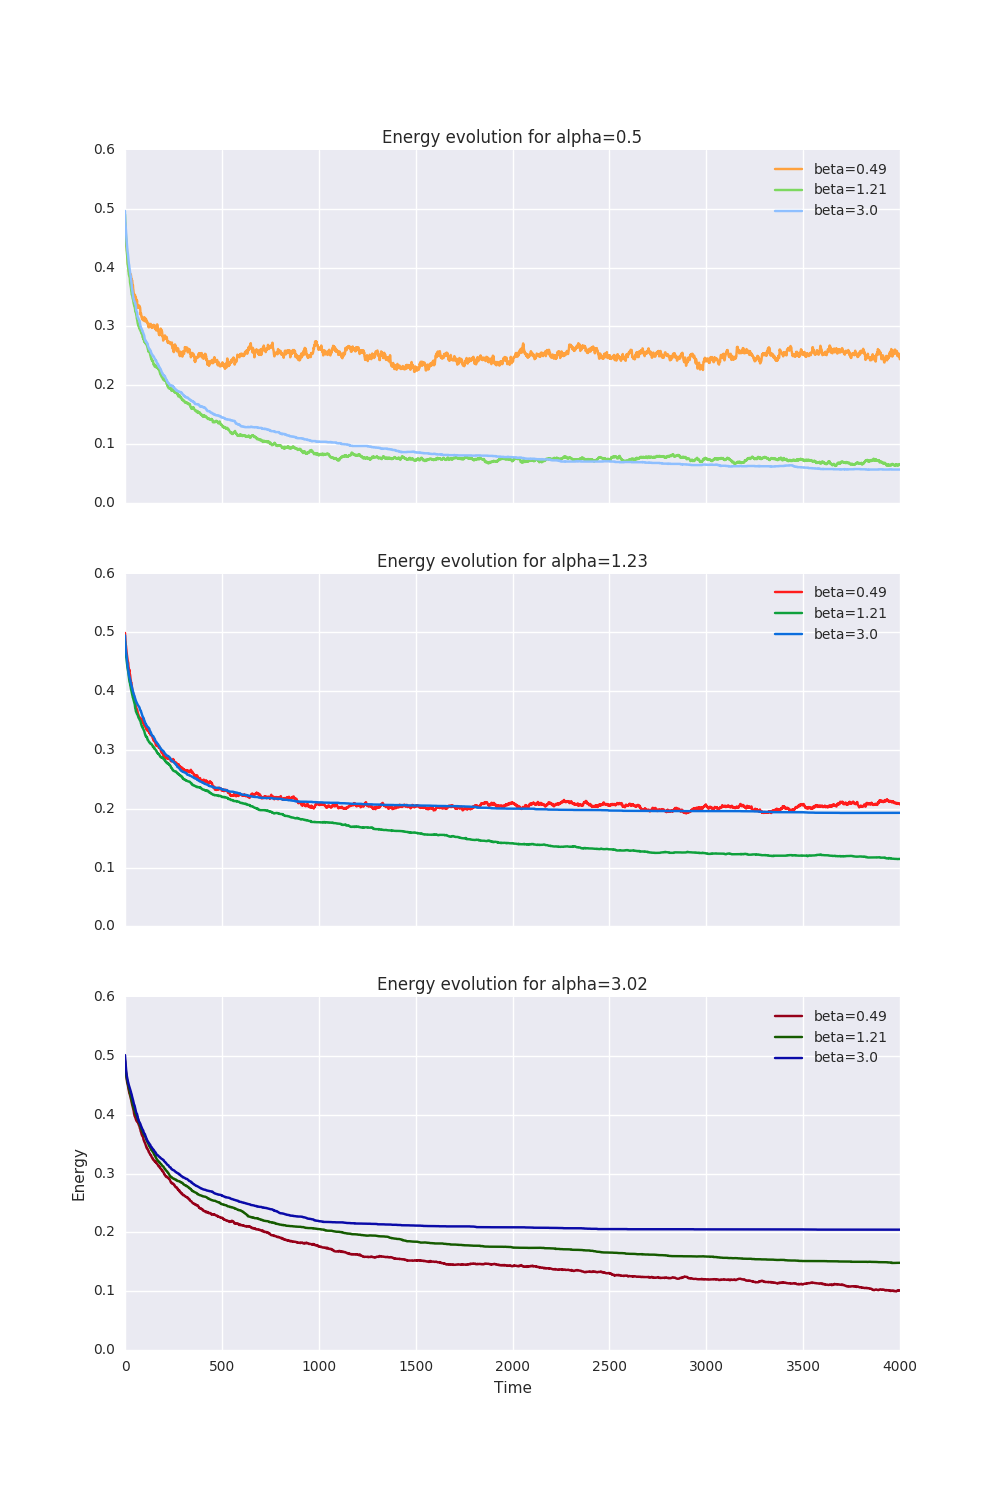 Energy evolution for alpha=0.5
0.6
0.5
0.4
0.3
0.2
0.1
0.0
beta=0.49
beta=1.21
beta=3.0
Energy evolution for alpha=1.23
0.6
0.5
0.4
0.3
0.2
0.1
0.0
beta=0.49
beta=1.21
beta=3.0
Energy evolution for alpha=3.02
0.6
0.5
0.4
0.3
0.2
0.1
0.0
beta=0.49
beta=1.21
beta=3.0
Energy
0 500 1000 1500 2000 2500 3000 3500 4000
Time